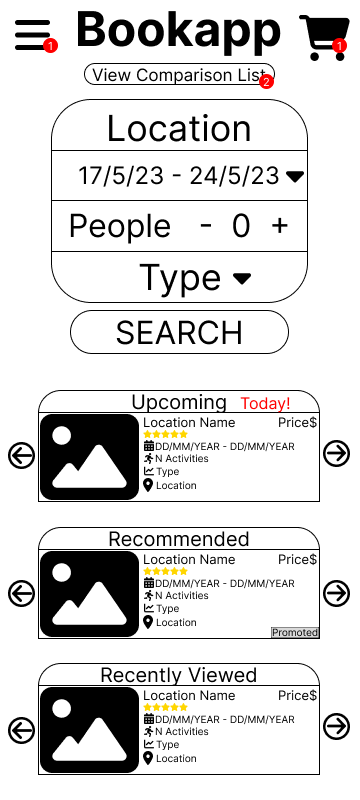 1
Bookapp
1
View Comparison List
2
Location
17/5/23 - 24/5/23
People - 0 +
Type
SEARCH
Upcoming Today!
Location Name Price$
DD/MM/YEAR - DD/MM/YEAR
N Activities
Type
Location
Recommended
Location Name Price$
DD/MM/YEAR - DD/MM/YEAR
N Activities
Type
Location
Promoted
Recently Viewed
Location Name Price$
DD/MM/YEAR - DD/MM/YEAR
N Activities
Type
Location